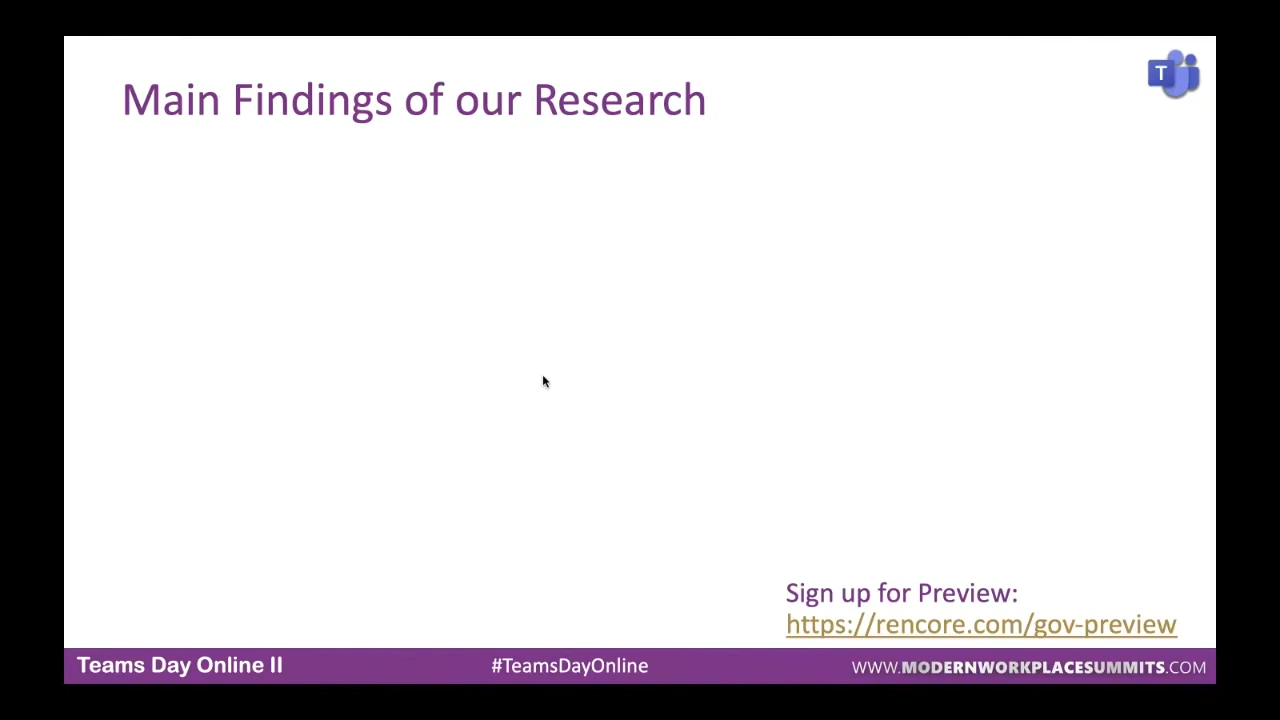 Main Findings of our Research
T
Sign up for Preview:
https://rencore.com/gov-preview
Teams Day Online II
#TeamsDayOnline
WWW.MODERNWORKPLACESUMMITS.COM